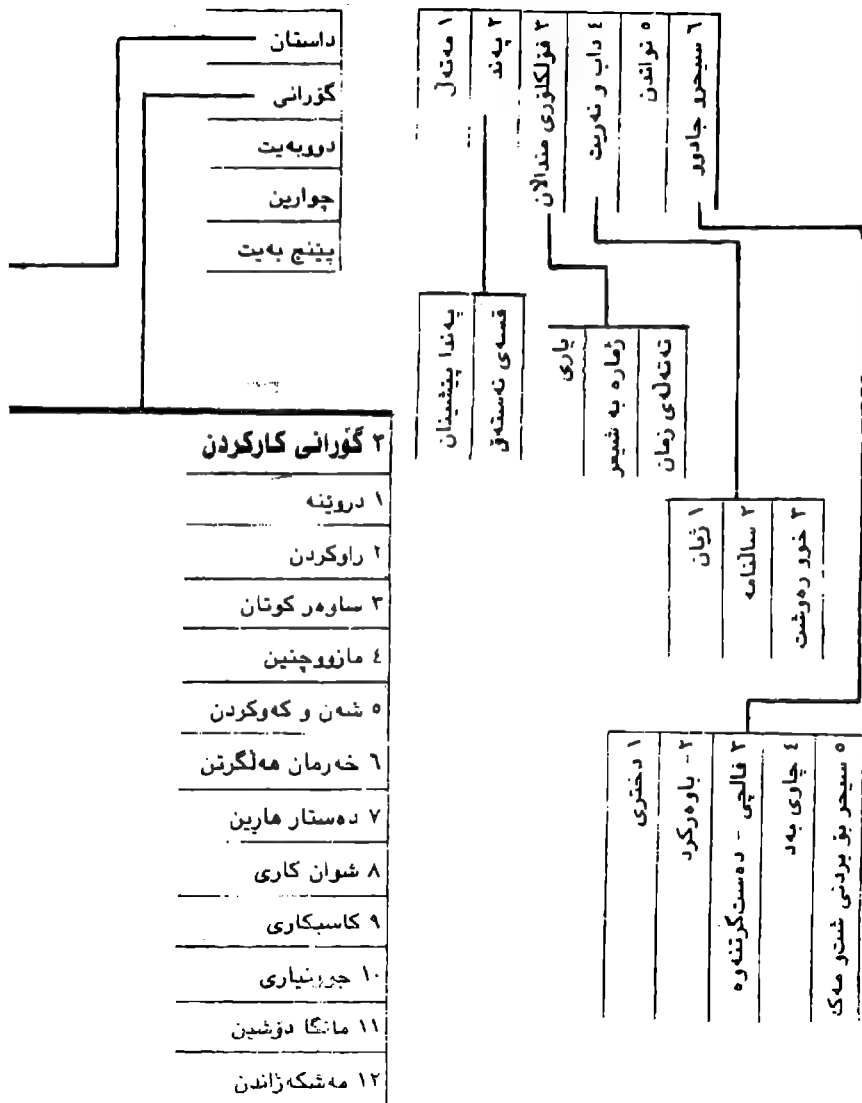 داستان
گۆرانی
دووبەیت
چوارین
پێنج بەیت
١ مەتەڵ
٢ پەند
٣ فۆلکلۆری منداڵان
٤ داب و نەریت
٥ نواندن
٦ سیحرو جادوو
پەندا پێشینان
قسەی نەستەق
یاری
ژمارە بە شیعر
تەتەڵەی زمان
١ ژیان
٢ ساڵنامە
٣ خوو رەوشت
١ دختری
٢- باوەرکرد
٣ فاڵچی - دەستگرتنەوە
٤ چاوی بەد
٥ سیحر بۆ بردنی شت و مەک
٢ گۆرانی کارکردن
١ دروێنە
٢ راوکردن
٣ ساوەر کوتان
٤ مازووچنین
٥ شەن و کەوکردن
٦ خەرمان هەڵگرتن
٧ دەستار هارین
٨ شوان کاری
٩ کاسبکاری
١٠ جووتیاری
١١ مانگا دۆشین
١٢ مەشکەژاندن